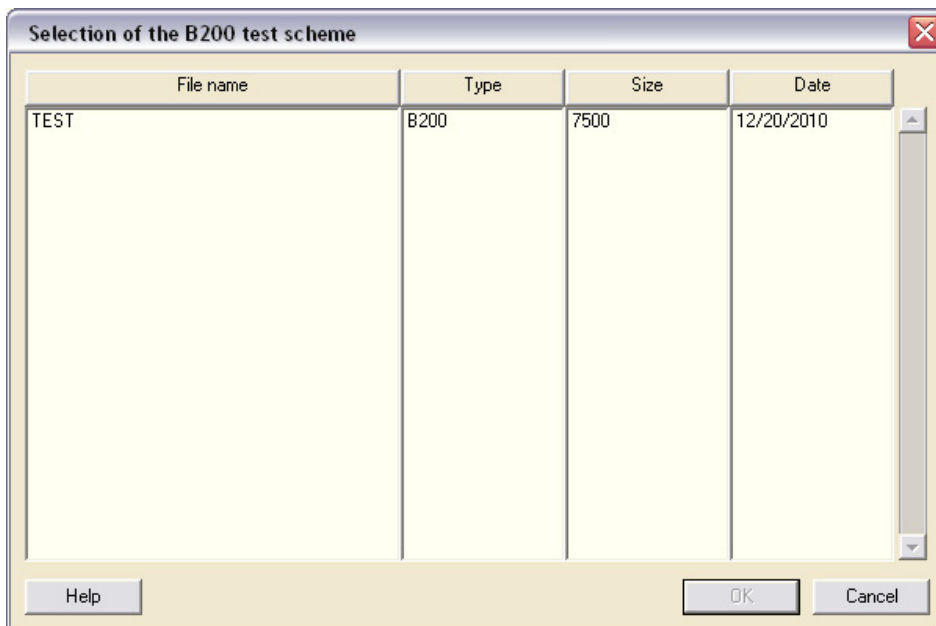 Selection of the B200 test scheme
File name Type Size Date
TEST B200 7500 12/20/2010
Help OK Cancel